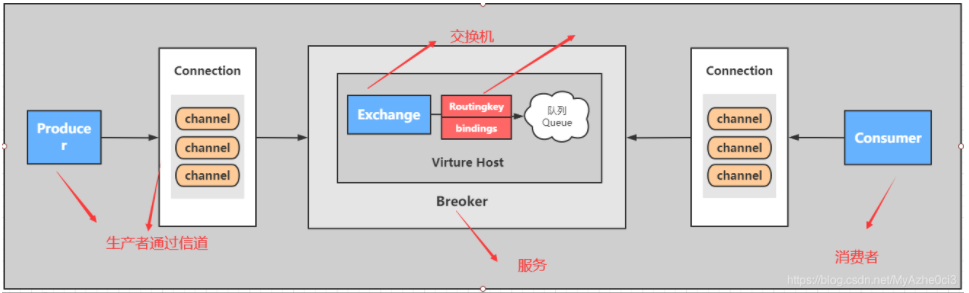 交换机
Connection
Connection
channel
channel
channel
Produce
r
Exchange
Routingkey
bindings
队列
Queue
Virture Host
Breoker
channel
channel
channel
Consumer
生产者通过信道
服务
消费者
https://blog.csdn.net/MyAzhe0ci3